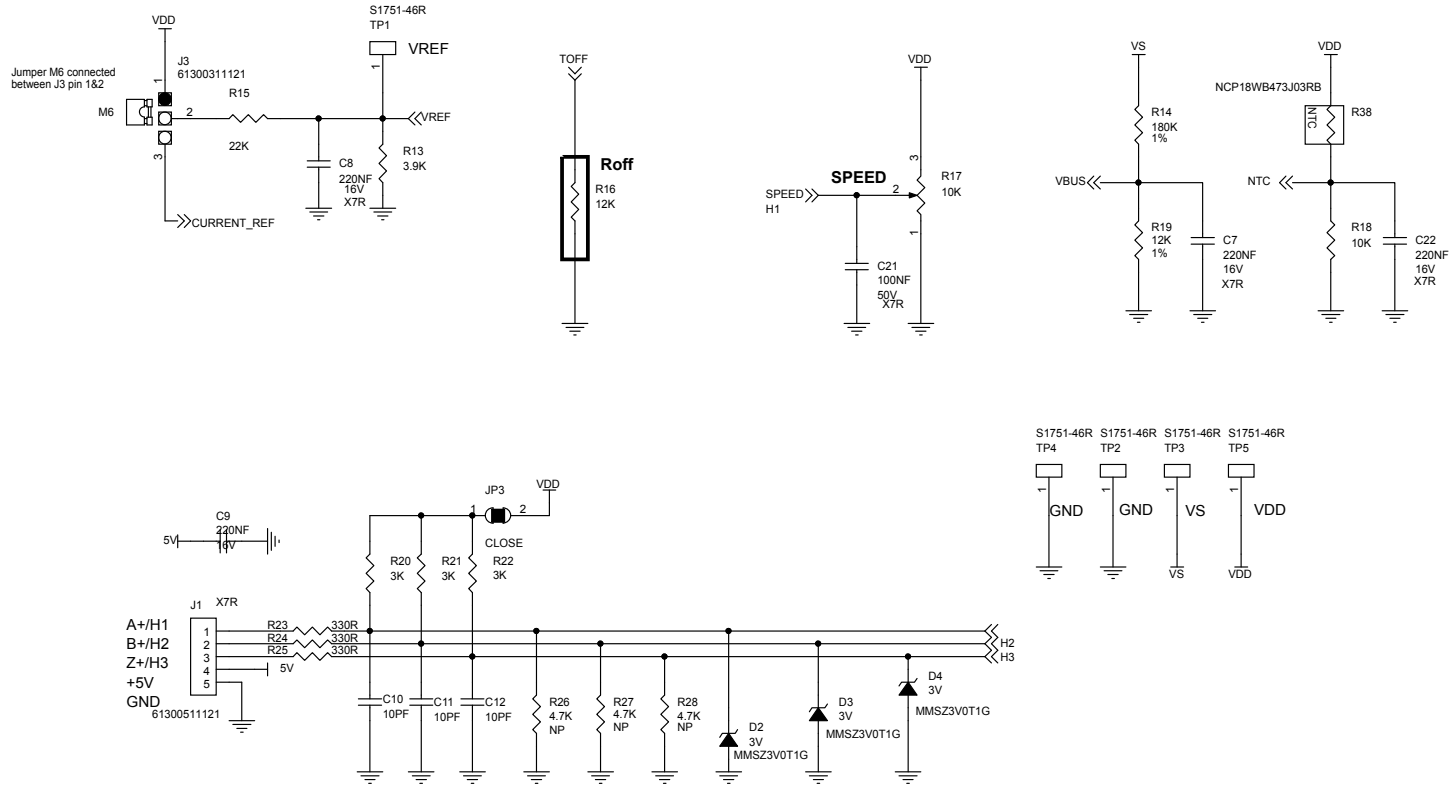 S1751-46R
TP1
VREF
1
VDD
J3
61300311121
Jumper M6 connected
between J3 pin 1&2
M6
1
2
3
R15
22K
VREF
C8
220NF
16V
X7R
R13
3.9K
CURRENT_REF
TOFF
Roff
R16
12K
VDD
3
SPEED
2
R17
10K
SPEED
H1
1
C21
100NF
50V
X7R
VS
R14
180K
1%
VBUS
R19
12K
1%
C7
220NF
16V
X7R
VDD
NCP18WB473J03RB
NTC
R38
NTC
R18
10K
C22
220NF
16V
X7R
S1751-46R
TP4
1
GND
S1751-46R
TP2
1
GND
S1751-46R
TP3
1
VS
VS
S1751-46R
TP5
1
VDD
VDD
C9
220NF
5V
16V
X7R
JP3
VDD
1
2
CLOSE
R20
3K
R21
3K
R22
3K
J1
A+/H1
B+/H2
Z+/H3
+5V
GND
1
2
3
4
5
61300511121
R23
330R
R24
330R
R25
330R
5V
H2
H3
C10
10PF
C11
10PF
C12
10PF
R26
4.7K
NP
R27
4.7K
NP
R28
4.7K
NP
D2
3V
MMSZ3V0T1G
D3
3V
MMSZ3V0T1G
D4
3V
MMSZ3V0T1G